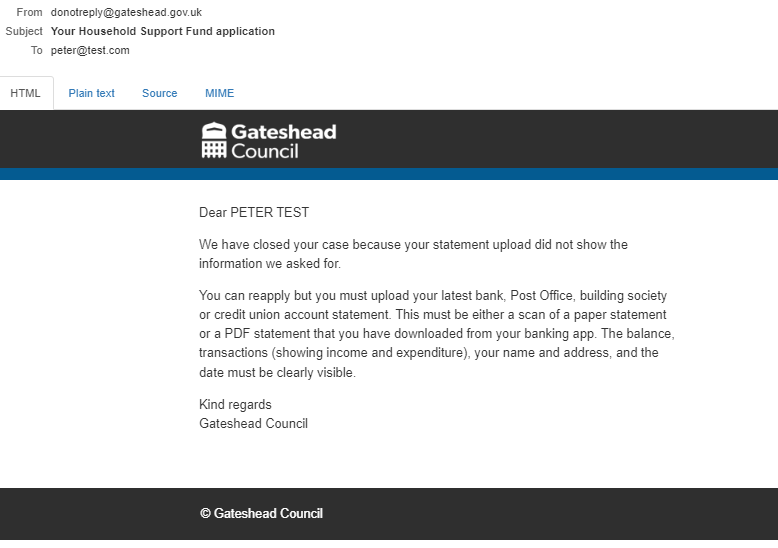 From donotreply@gateshead.gov.uk
Subject Your Household Support Fund application
To peter@test.com
HTML Plain text Source MIME
Gateshead
Council
Dear PETER TEST
We have closed your case because your statement upload did not show the
information we asked for.
You can reapply but you must upload your latest bank, Post Office, building society
or credit union account statement. This must be either a scan of a paper statement
or a PDF statement that you have downloaded from your banking app. The balance,
transactions (showing income and expenditure), your name and address, and the
date must be clearly visible.
Kind regards
Gateshead Council
© Gateshead Council